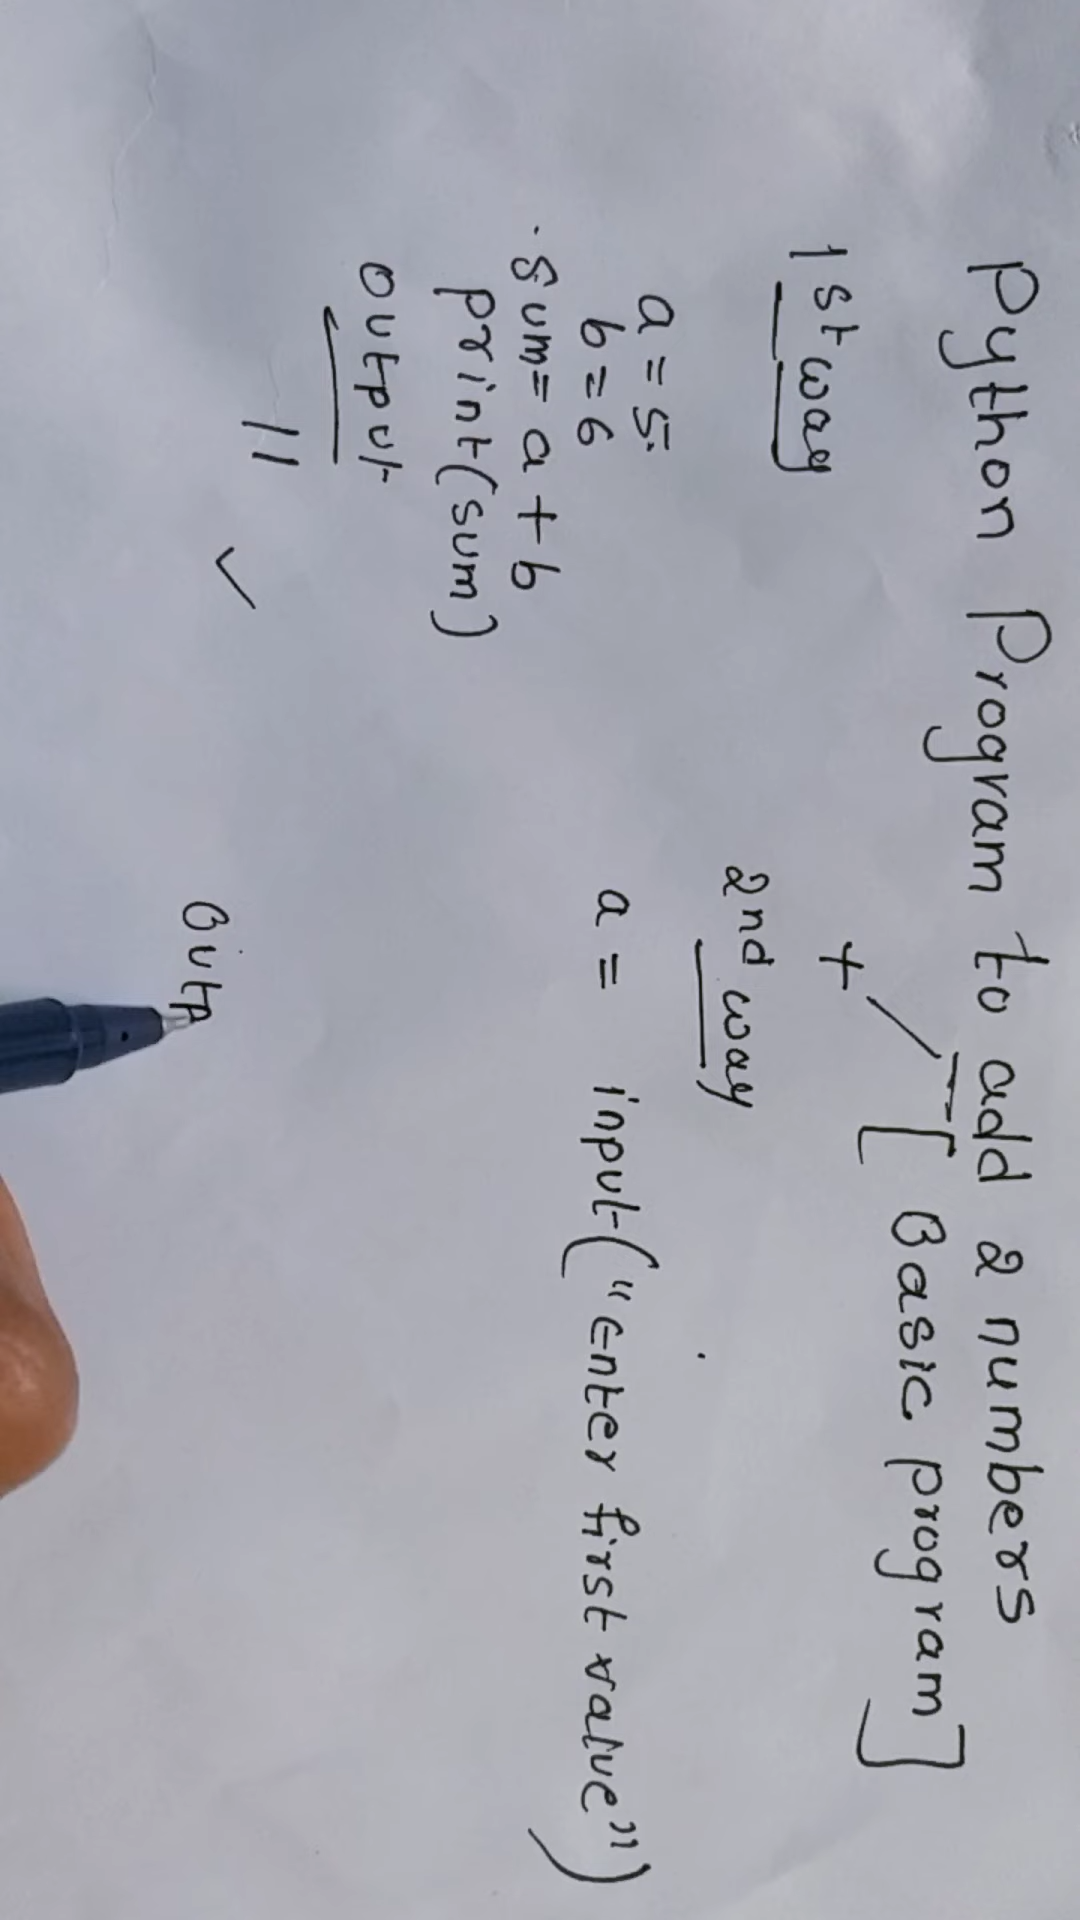 Python Program to add 2 numbers
+ [Basic program]
1st way
a = 5
b = 6
sum = a + b
print(sum)
output
11
2nd way
a = input("Enter first value")
Outp